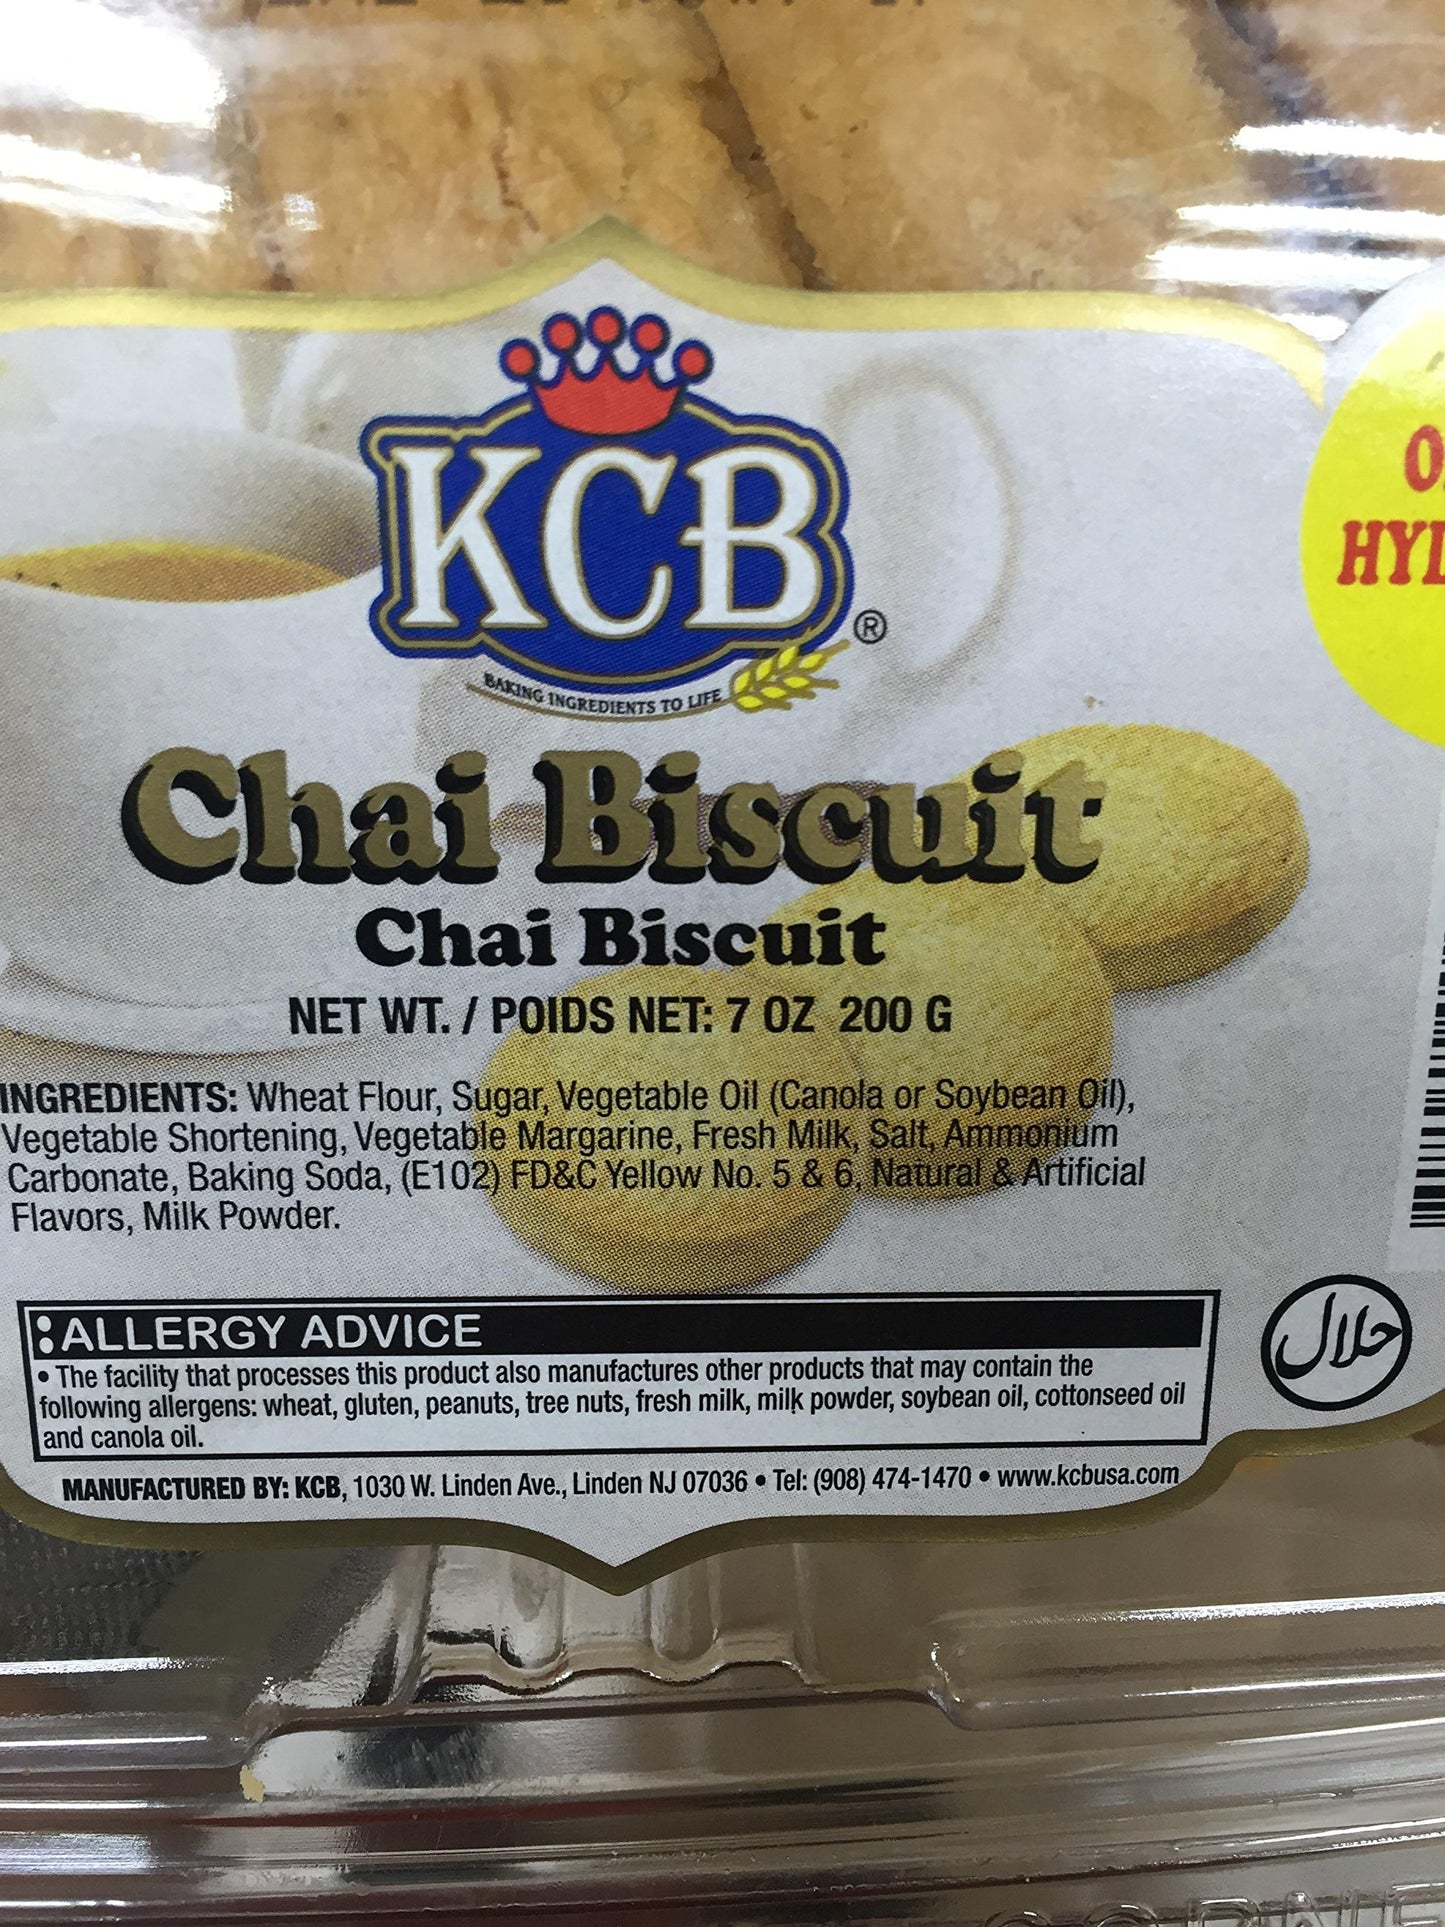 KCB
®
BAKING INGREDIENTS TO LIFE
HYD
Chai Biscuit
Chai Biscuit
NET WT. / POIDS NET: 7 OZ 200 G
INGREDIENTS: Wheat Flour, Sugar, Vegetable Oil (Canola or Soybean Oil),
Vegetable Shortening, Vegetable Margarine, Fresh Milk, Salt, Ammonium
Carbonate, Baking Soda, (E102) FD&C Yellow No. 5 & 6, Natural & Artificial
Flavors, Milk Powder.
ALLERGY ADVICE
• The facility that processes this product also manufactures other products that may contain the
following allergens: wheat, gluten, peanuts, tree nuts, fresh milk, milk powder, soybean oil, cottonseed oil
and canola oil.
حلال
MANUFACTURED BY: KCB, 1030 W. Linden Ave., Linden NJ 07036 • Tel: (908) 474-1470 • www.kcbusa.com